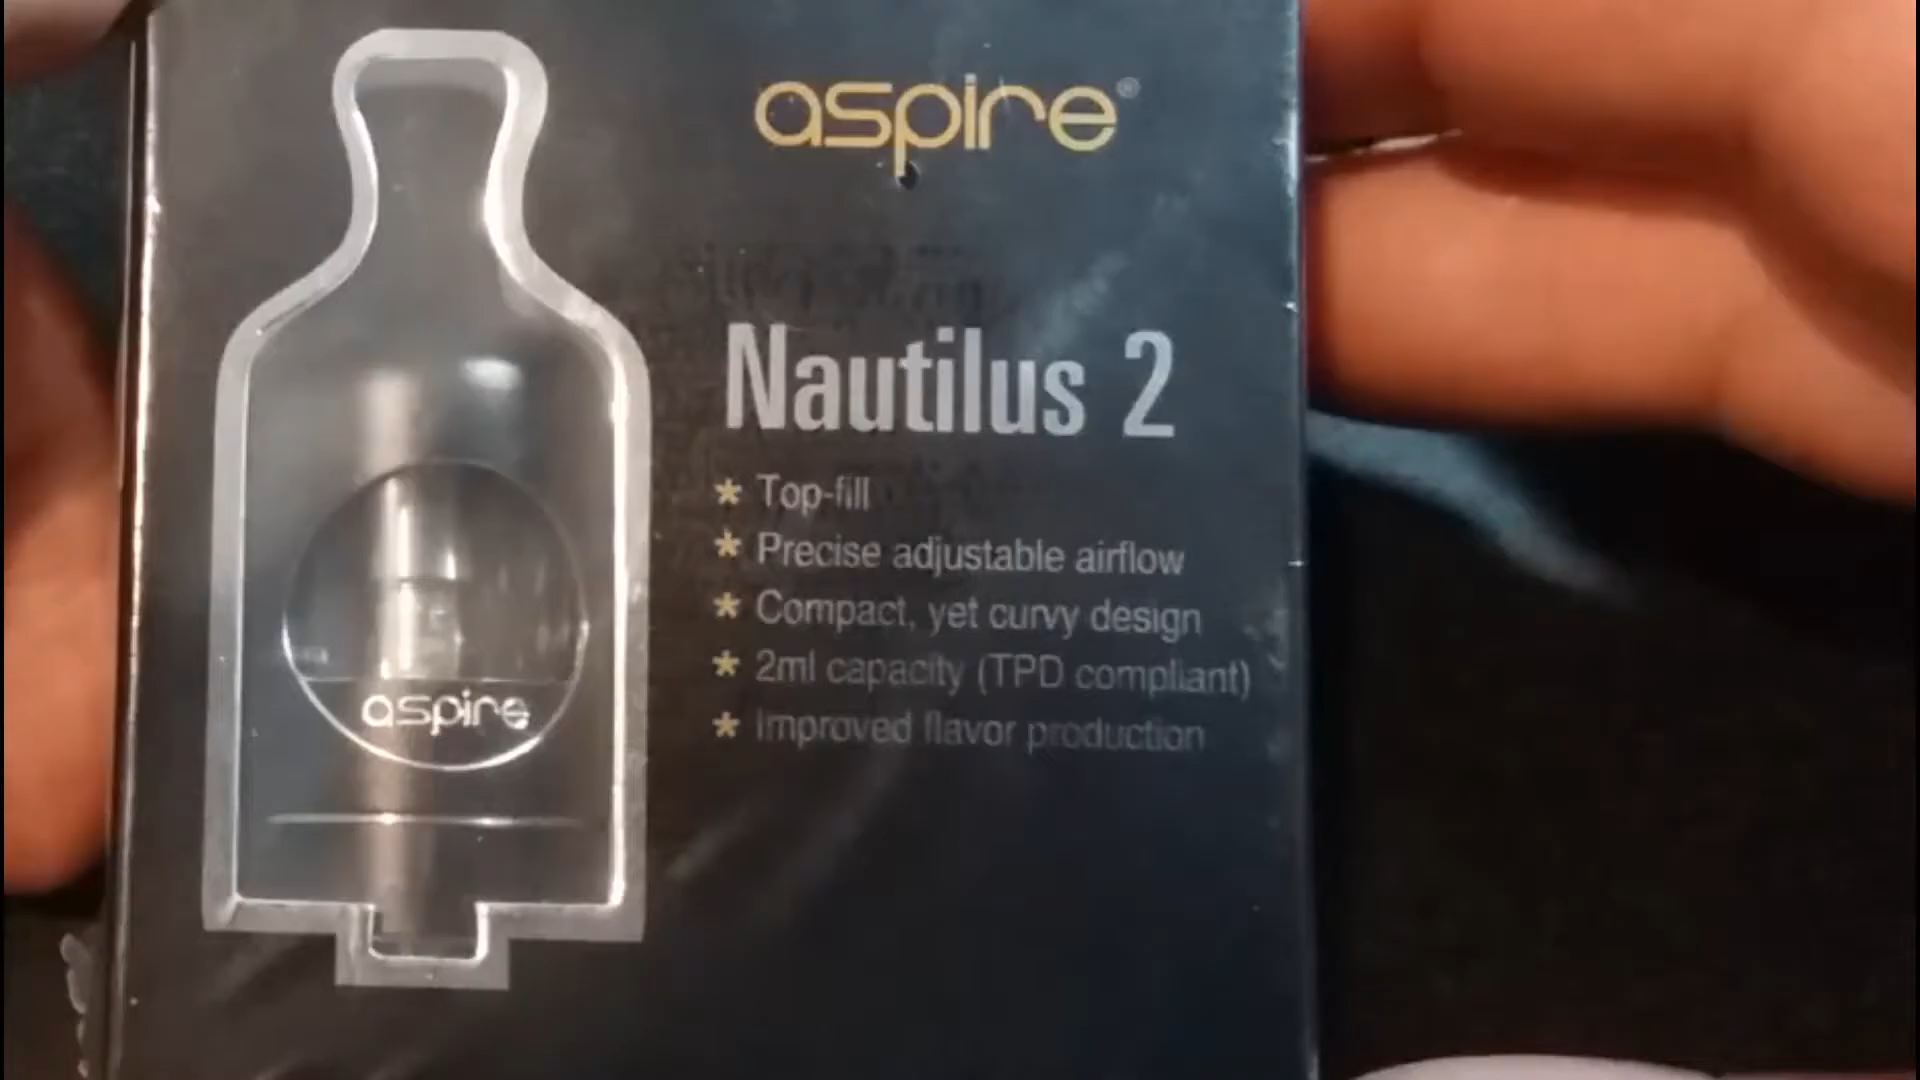 aspire®
Nautilus 2
* Top-fill
* Precise adjustable airflow
* Compact, yet curvy design
* 2ml capacity (TPD compliant)
* Improved flavor production
aspire